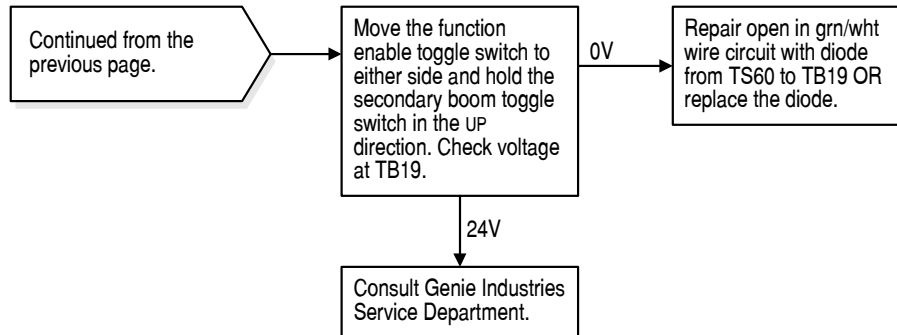 Continued from the
previous page.
Move the function
enable toggle switch to
either side and hold the
secondary boom toggle
switch in the UP
direction. Check voltage
at TB19.
0V
Repair open in grn/wht
wire circuit with diode
from TS60 to TB19 OR
replace the diode.
24V
Consult Genie Industries
Service Department.